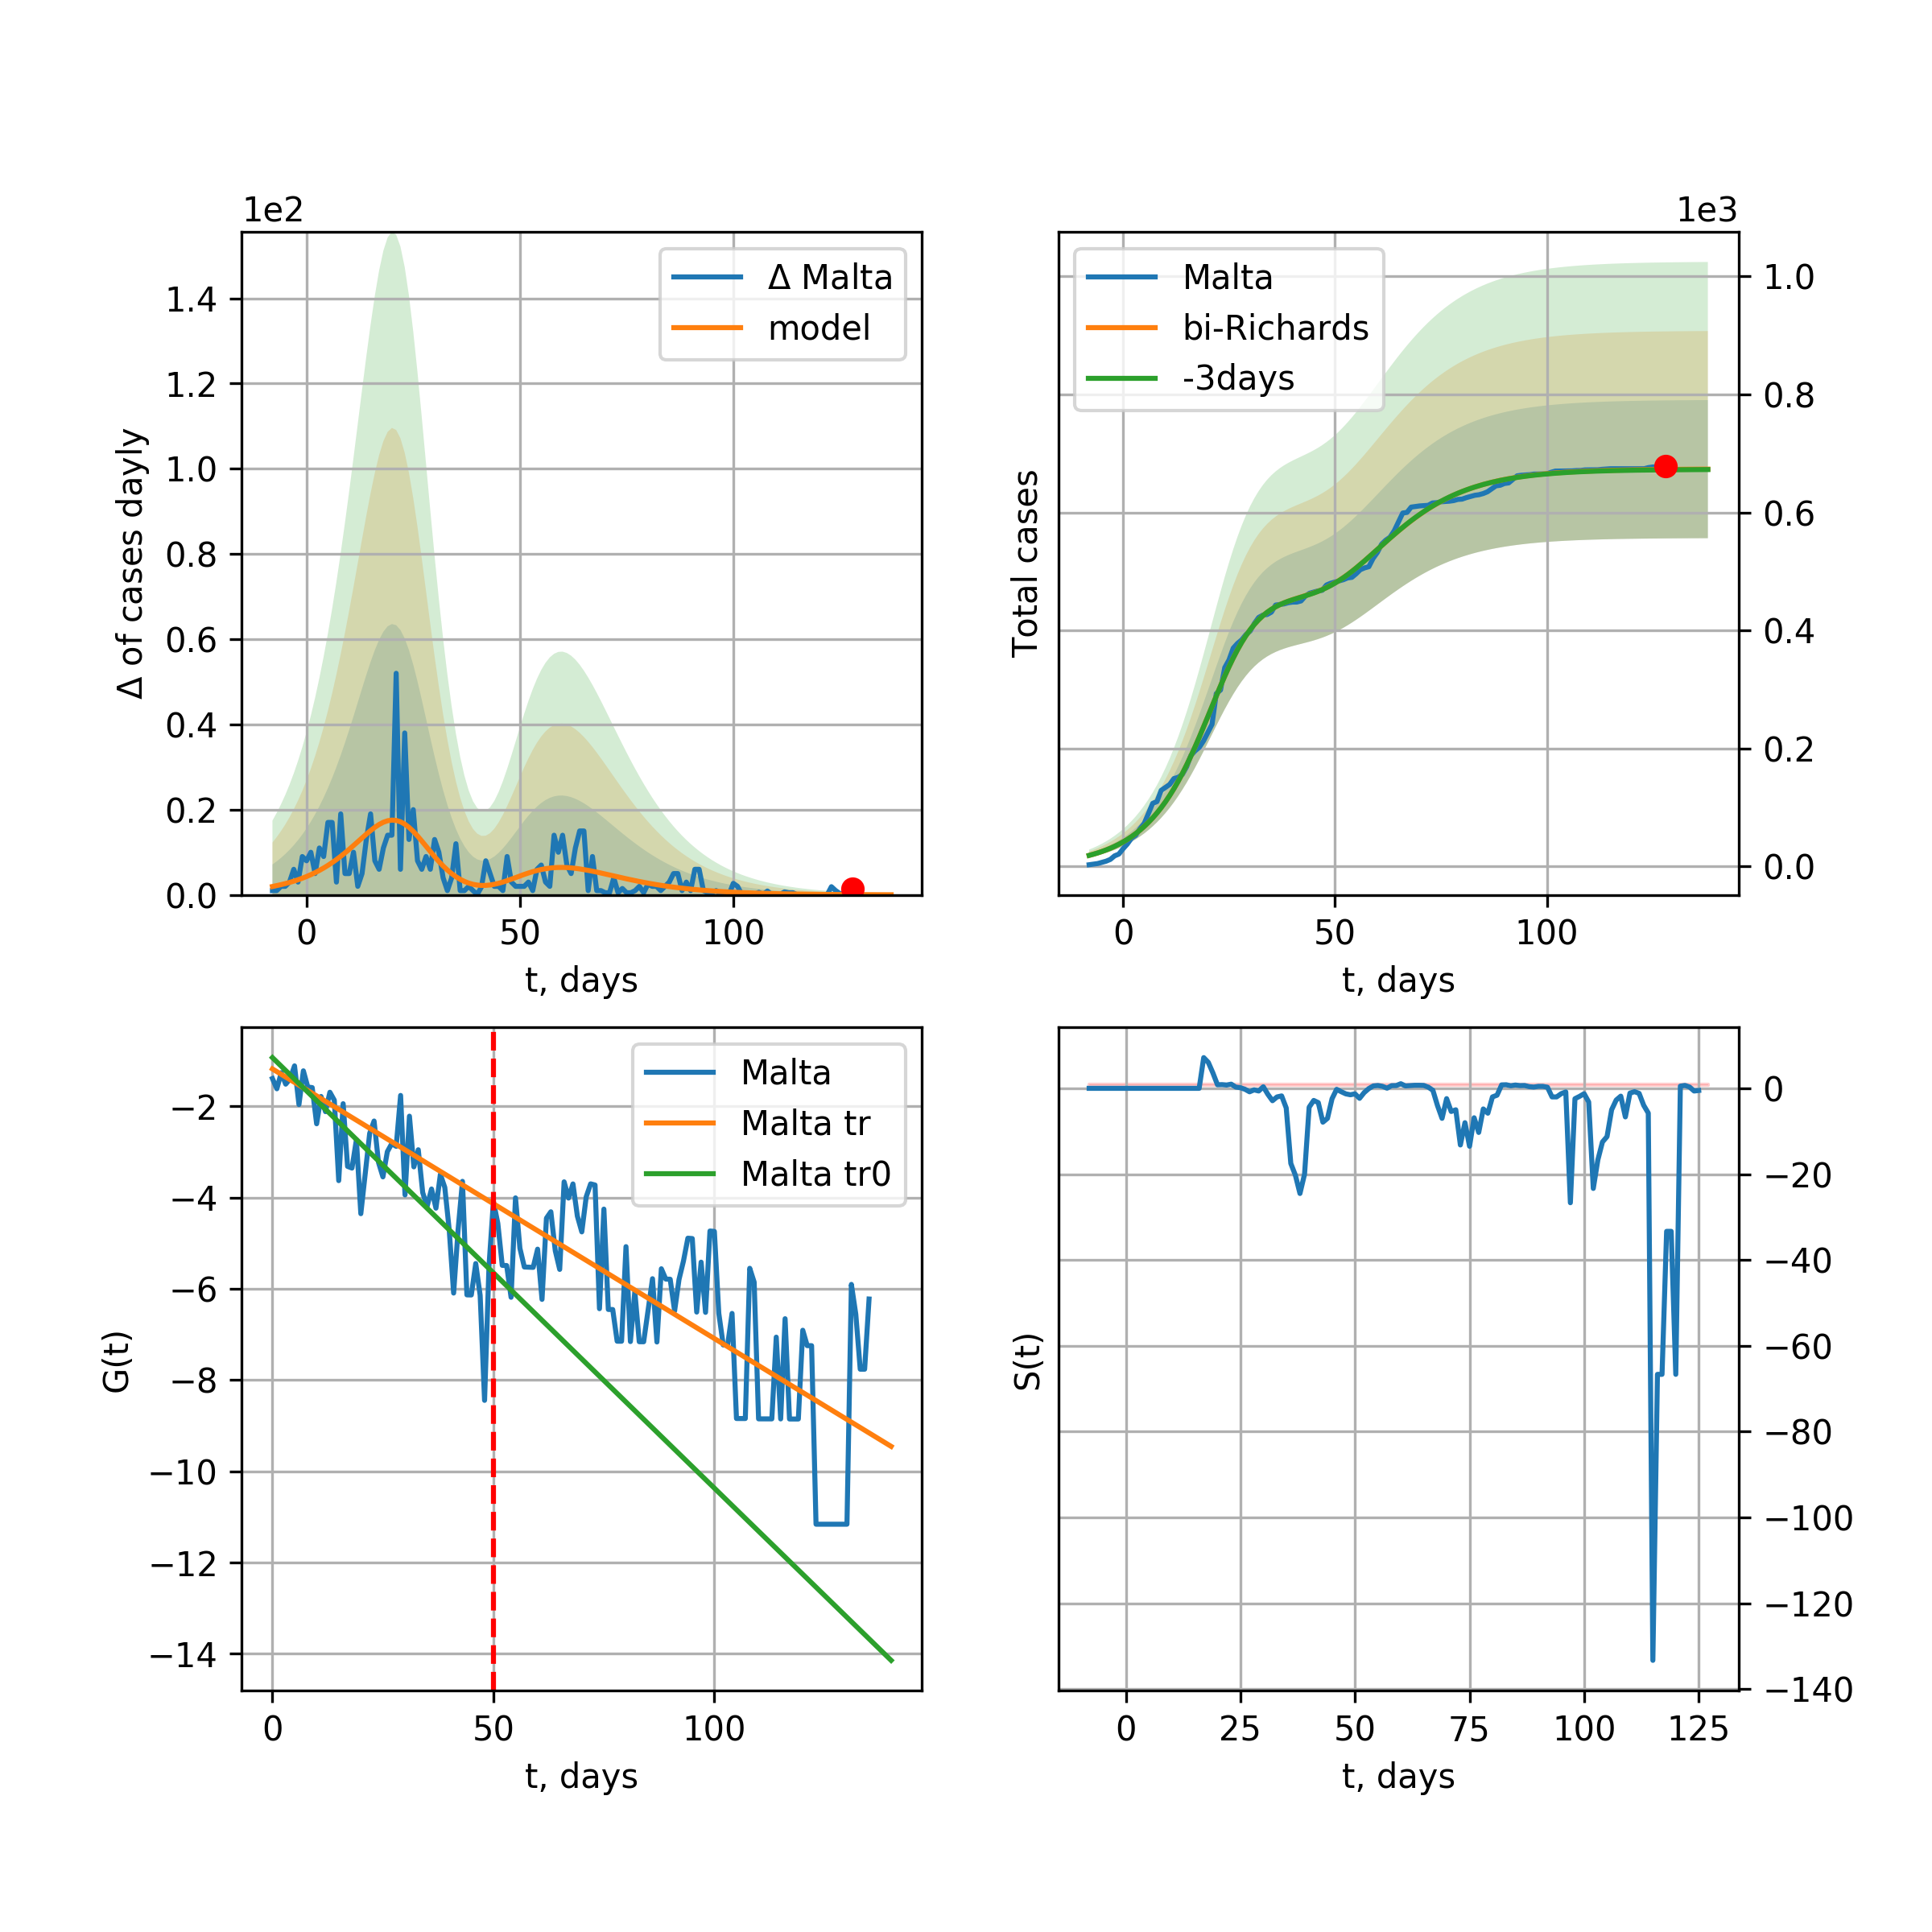 1e2
Δ of cases dayly
1.4
1.2
1.0
0.8
0.6
0.4
0.2
0.0
Δ Malta
model
0 50 100
t, days
1e3
Total cases
Malta
bi-Richards
-3days
1.0
0.8
0.6
0.4
0.2
0.0
0 50 100
t, days
G(t)
−2
−4
−6
−8
−10
−12
−14
Malta
Malta tr
Malta tr0
0 50 100
t, days
S(t)
0
−20
−40
−60
−80
−100
−120
−140
0 25 50 75 100 125
t, days